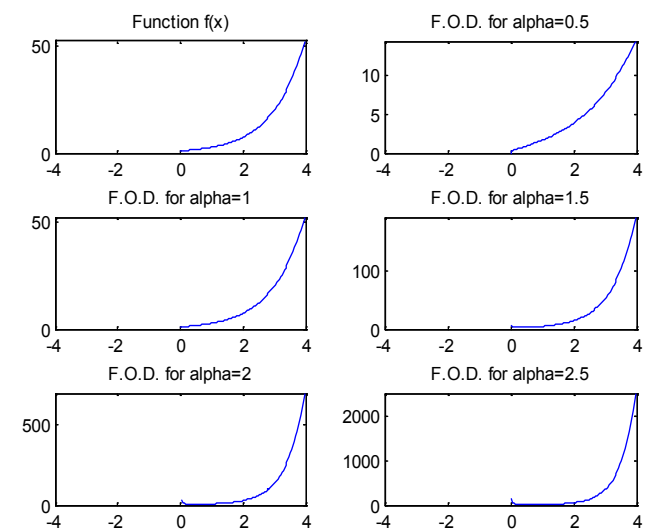 Function f(x)
F.O.D. for alpha=0.5
50
0
-4 -2 0 2 4
10
5
0
-4 -2 0 2 4
F.O.D. for alpha=1
F.O.D. for alpha=1.5
50
0
-4 -2 0 2 4
100
0
-4 -2 0 2 4
F.O.D. for alpha=2
F.O.D. for alpha=2.5
500
0
-4 -2 0 2 4
2000
1000
0
-4 -2 0 2 4